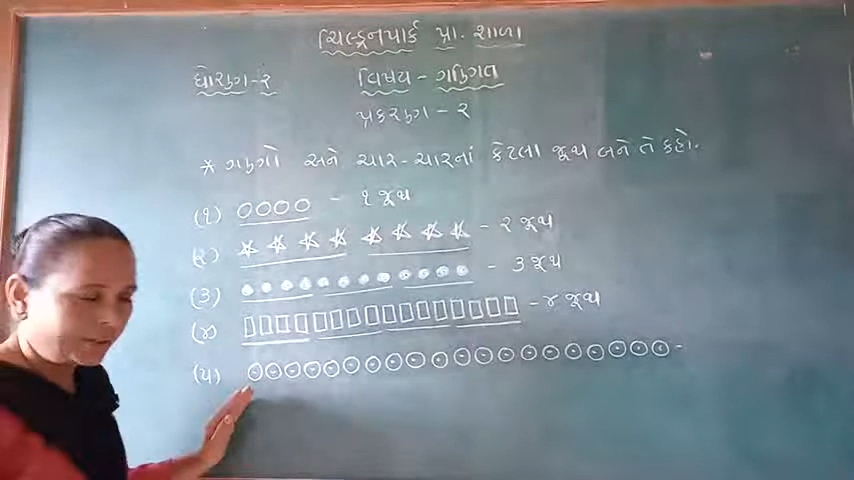 ચિલ્ડ્રનપાર્ક પ્રા. શાળા
ધોરણ-૨
વિષય - ગણિત
પ્રકરણ - ૨
* ગણો અને ચાર-ચારનાં કેટલા જૂથ બને તે કહો.
(૧) - ૧ જૂથ
(૨) - ૨ જૂથ
(૩) - ૩ જૂથ
(૪) - ૪ જૂથ
(૫) -